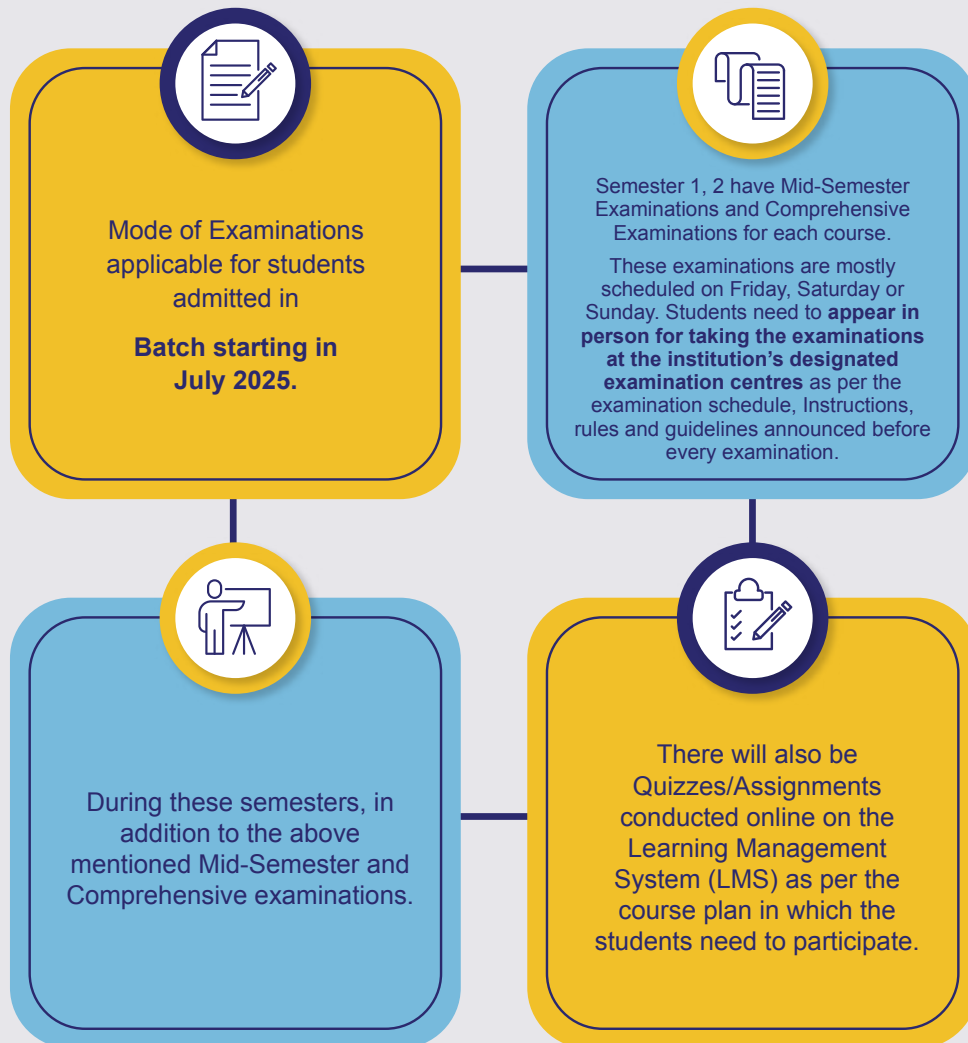 Mode of Examinations
applicable for students
admitted in
Batch starting in
July 2025.
Semester 1, 2 have Mid-Semester
Examinations and Comprehensive
Examinations for each course.
These examinations are mostly
scheduled on Friday, Saturday or
Sunday. Students need to appear in
person for taking the examinations
at the institution’s designated
examination centres as per the
examination schedule, Instructions,
rules and guidelines announced before
every examination.
During these semesters, in
addition to the above
mentioned Mid-Semester and
Comprehensive examinations.
There will also be
Quizzes/Assignments
conducted online on the
Learning Management
System (LMS) as per the
course plan in which the
students need to participate.